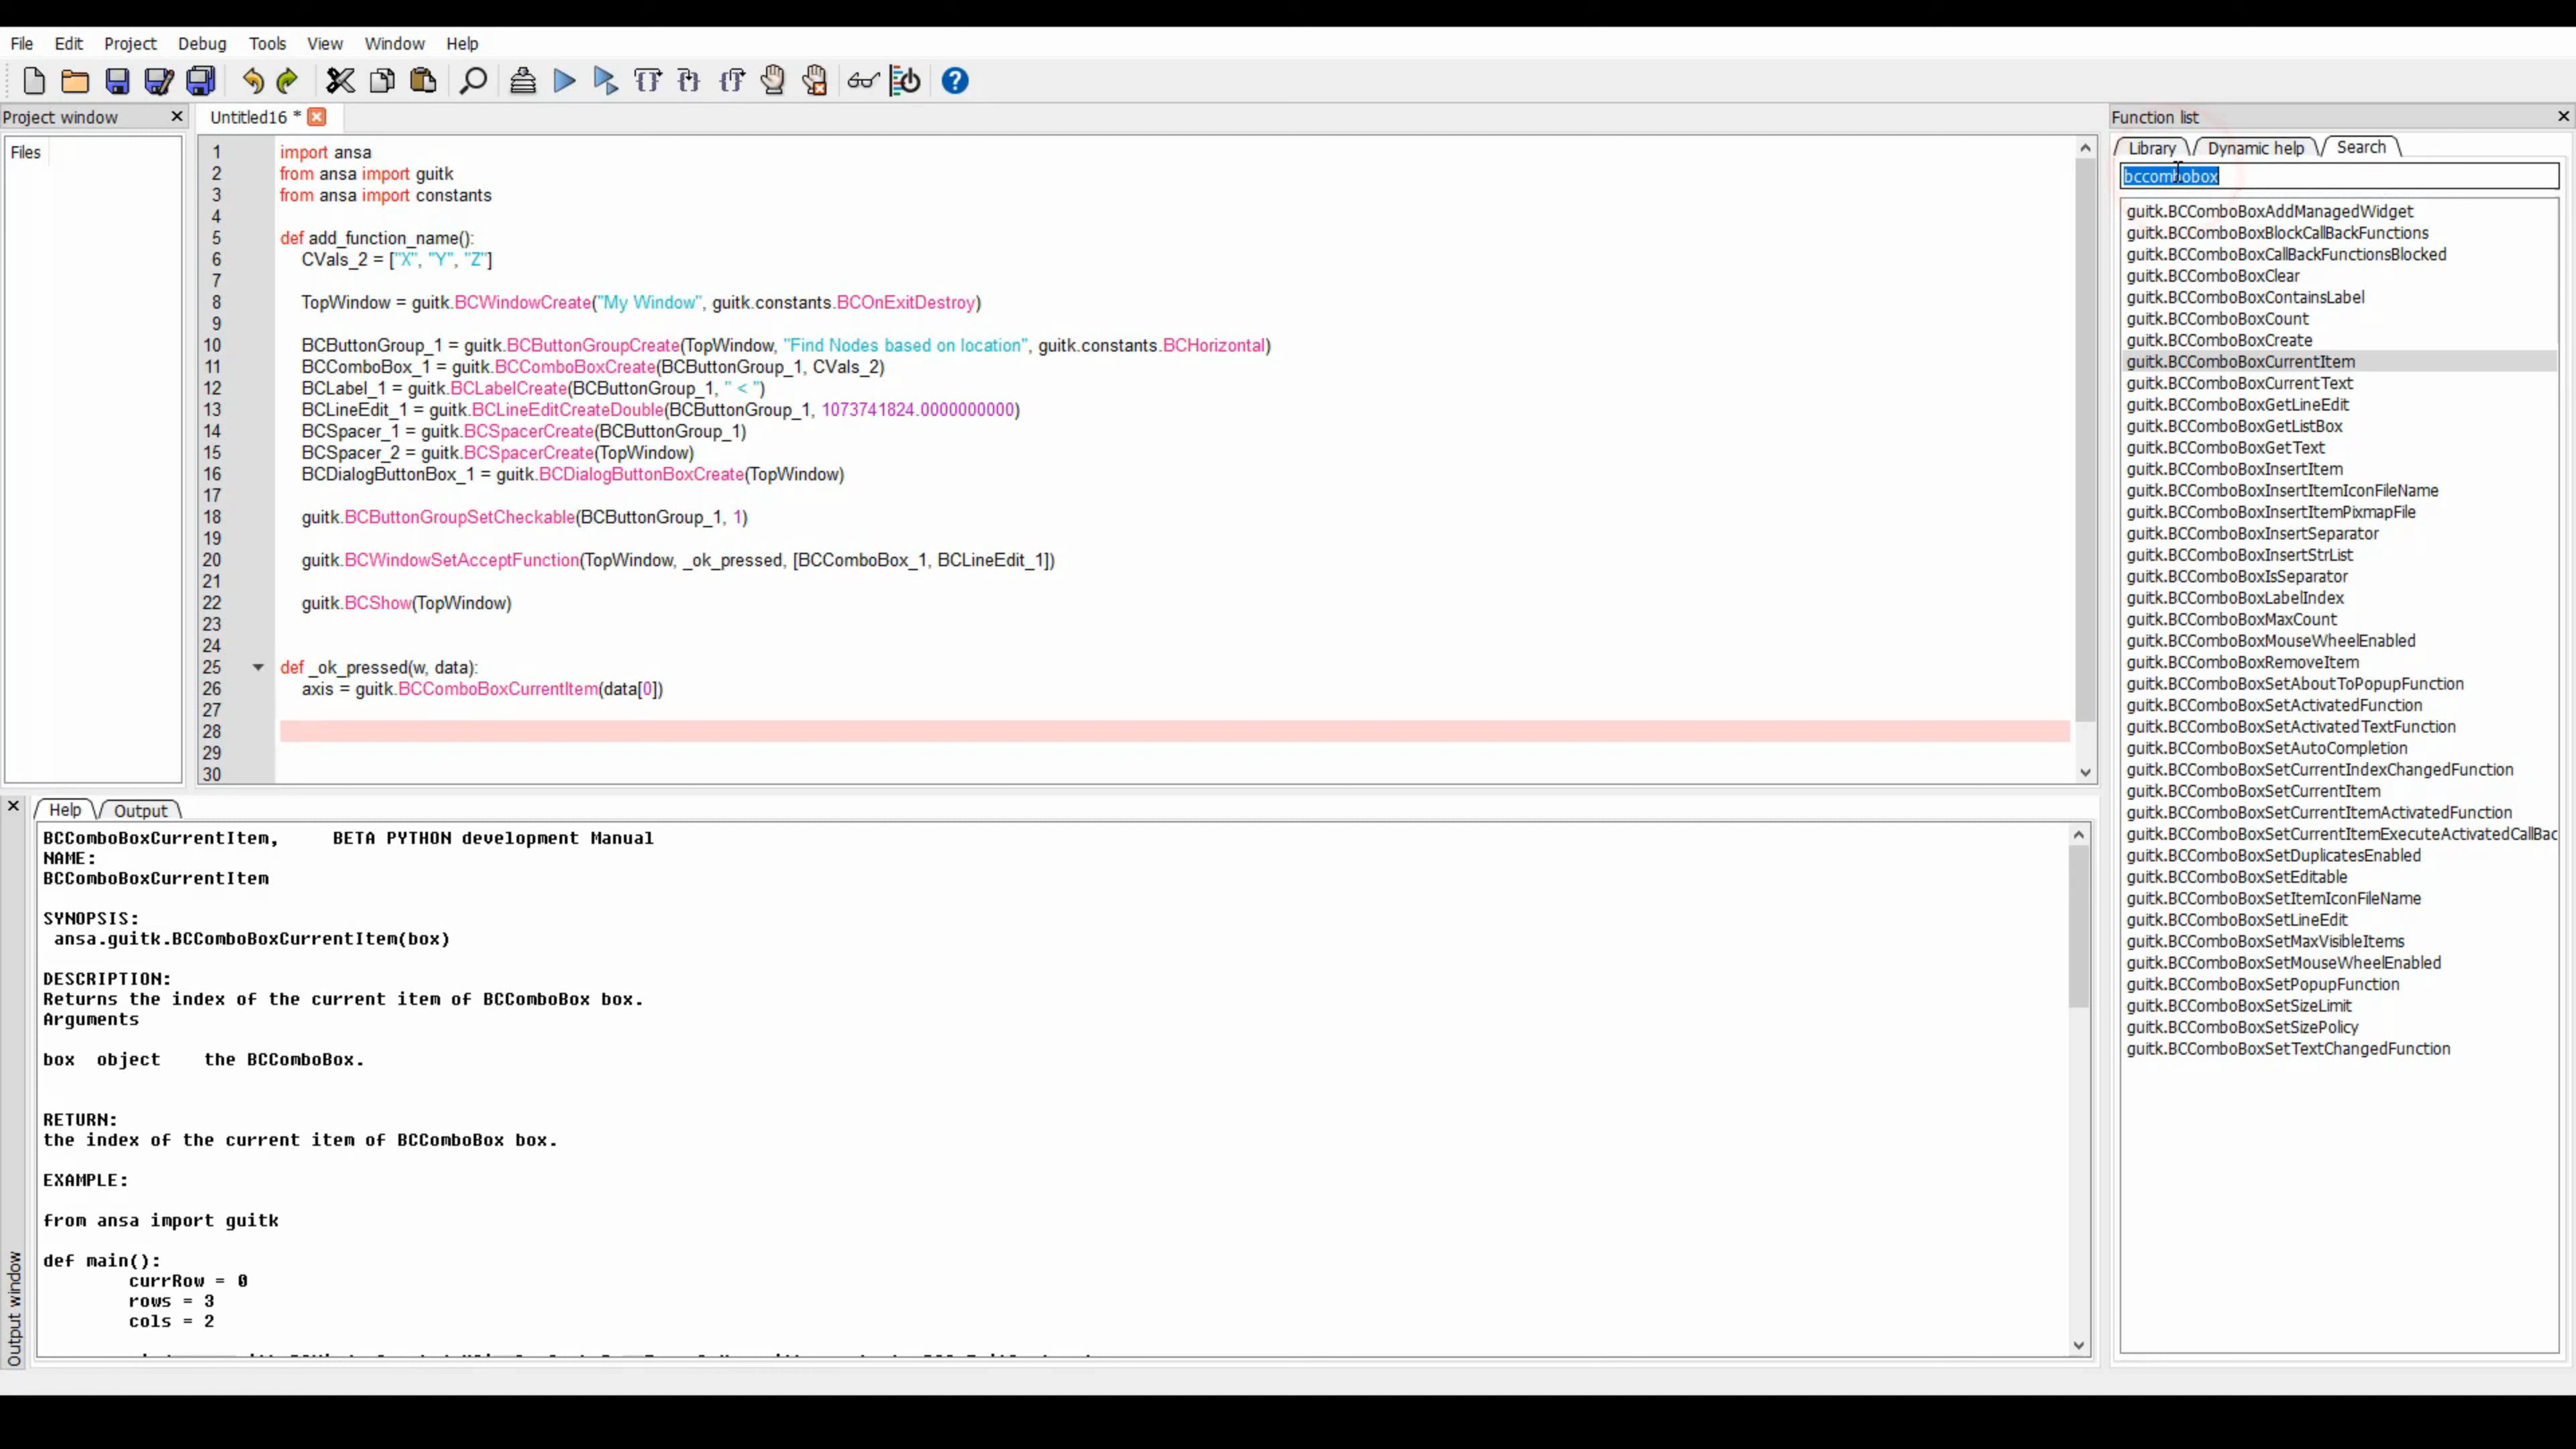 File Edit Project Debug Tools View Window Help
Project window
Files
Untitled16 *
1 import ansa
2 from ansa import guitk
3 from ansa import constants
4
5 def add_function_name():
6 CVals_2 = ["X", "Y", "Z"]
7
8 TopWindow = guitk.BCWindowCreate("My Window", guitk.constants.BCOnExitDestroy)
9
10 BCButtonGroup_1 = guitk.BCButtonGroupCreate(TopWindow, "Find Nodes based on location", guitk.constants.BCHorizontal)
11 BCComboBox_1 = guitk.BCComboBoxCreate(BCButtonGroup_1, CVals_2)
12 BCLabel_1 = guitk.BCLabelCreate(BCButtonGroup_1, " < ")
13 BCLineEdit_1 = guitk.BCLineEditCreateDouble(BCButtonGroup_1, 1073741824.0000000000)
14 BCSpacer_1 = guitk.BCSpacerCreate(BCButtonGroup_1)
15 BCSpacer_2 = guitk.BCSpacerCreate(TopWindow)
16 BCDialogButtonBox_1 = guitk.BCDialogButtonBoxCreate(TopWindow)
17
18 guitk.BCButtonGroupSetCheckable(BCButtonGroup_1, 1)
19
20 guitk.BCWindowSetAcceptFunction(TopWindow, _ok_pressed, [BCComboBox_1, BCLineEdit_1])
21
22 guitk.BCShow(TopWindow)
23
24
25 def _ok_pressed(w, data):
26 axis = guitk.BCComboBoxCurrentItem(data[0])
27
28
29
30
Output window
Help Output
BCComboBoxCurrentItem, BETA PYTHON development Manual
NAME:
BCComboBoxCurrentItem
SYNOPSIS:
ansa.guitk.BCComboBoxCurrentItem(box)
DESCRIPTION:
Returns the index of the current item of BCComboBox box.
Arguments
box object the BCComboBox.
RETURN:
the index of the current item of BCComboBox box.
EXAMPLE:
from ansa import guitk
def main():
currRow = 0
rows = 3
cols = 2
Function list
Library Dynamic help Search
bccombobox
guitk.BCComboBoxAddManagedWidget
guitk.BCComboBoxBlockCallBackFunctions
guitk.BCComboBoxCallBackFunctionsBlocked
guitk.BCComboBoxClear
guitk.BCComboBoxContainsLabel
guitk.BCComboBoxCount
guitk.BCComboBoxCreate
guitk.BCComboBoxCurrentItem
guitk.BCComboBoxCurrentText
guitk.BCComboBoxGetLineEdit
guitk.BCComboBoxGetListBox
guitk.BCComboBoxGetText
guitk.BCComboBoxInsertItem
guitk.BCComboBoxInsertItemIconFileName
guitk.BCComboBoxInsertItemPixmapFile
guitk.BCComboBoxInsertSeparator
guitk.BCComboBoxInsertStrList
guitk.BCComboBoxIsSeparator
guitk.BCComboBoxLabelIndex
guitk.BCComboBoxMaxCount
guitk.BCComboBoxMouseWheelEnabled
guitk.BCComboBoxRemoveItem
guitk.BCComboBoxSetAboutToPopupFunction
guitk.BCComboBoxSetActivatedFunction
guitk.BCComboBoxSetActivatedTextFunction
guitk.BCComboBoxSetAutoCompletion
guitk.BCComboBoxSetCurrentIndexChangedFunction
guitk.BCComboBoxSetCurrentItem
guitk.BCComboBoxSetCurrentItemActivatedFunction
guitk.BCComboBoxSetCurrentItemExecuteActivatedCallBac
guitk.BCComboBoxSetDuplicatesEnabled
guitk.BCComboBoxSetEditable
guitk.BCComboBoxSetItemIconFileName
guitk.BCComboBoxSetLineEdit
guitk.BCComboBoxSetMaxVisibleItems
guitk.BCComboBoxSetMouseWheelEnabled
guitk.BCComboBoxSetPopupFunction
guitk.BCComboBoxSetSizeLimit
guitk.BCComboBoxSetSizePolicy
guitk.BCComboBoxSetTextChangedFunction